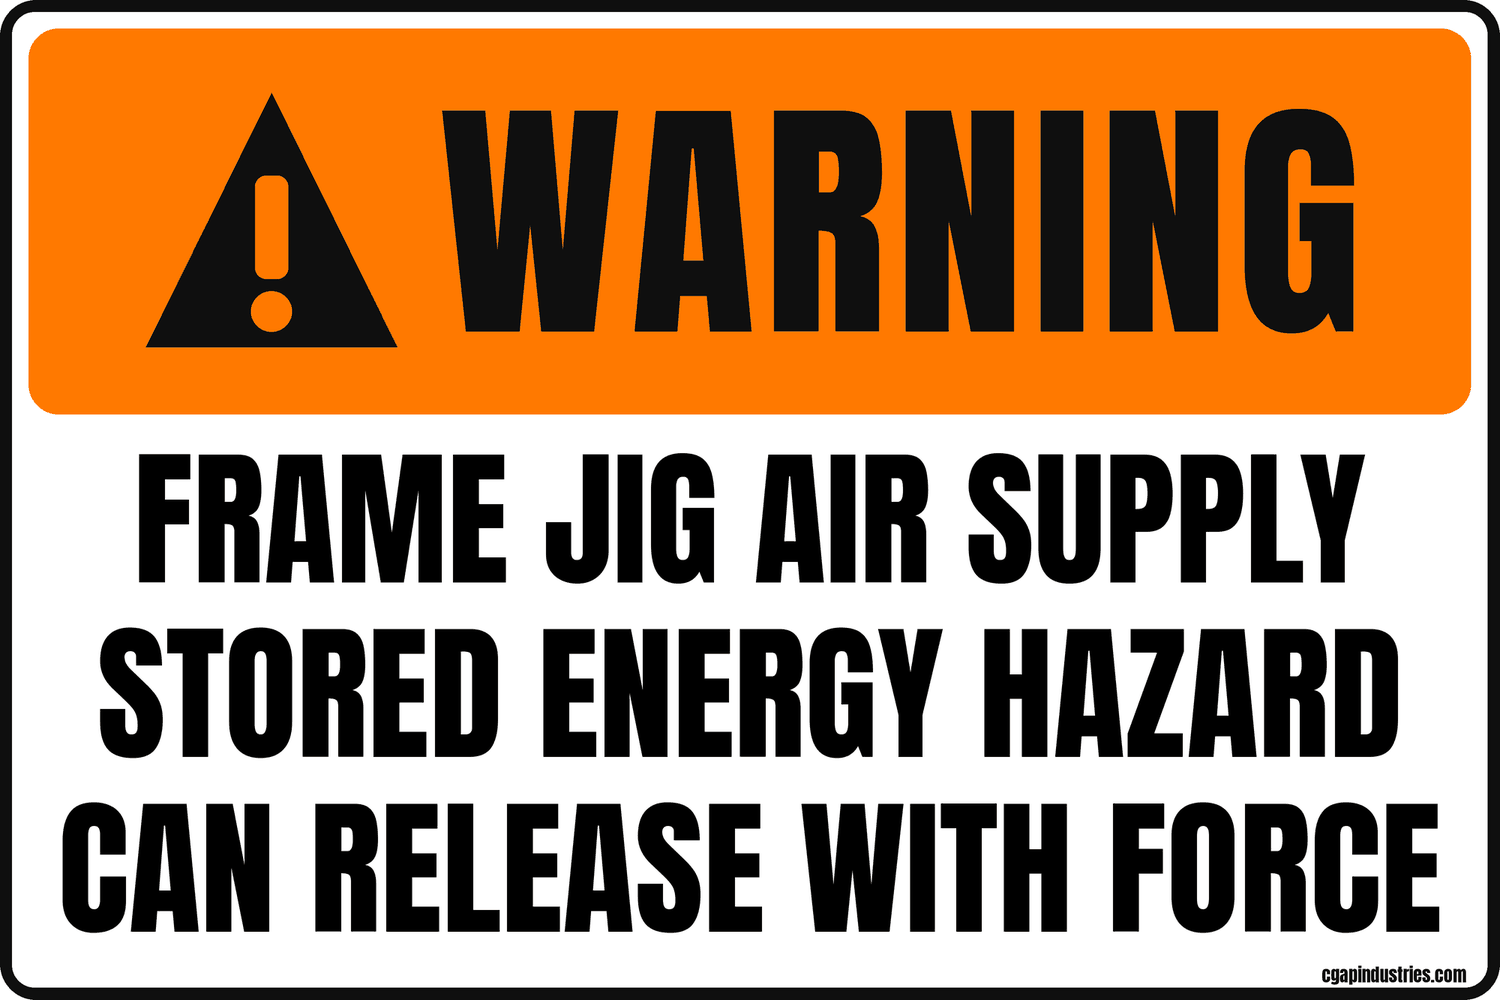 WARNING
FRAME JIG AIR SUPPLY
STORED ENERGY HAZARD
CAN RELEASE WITH FORCE
cgapindustries.com